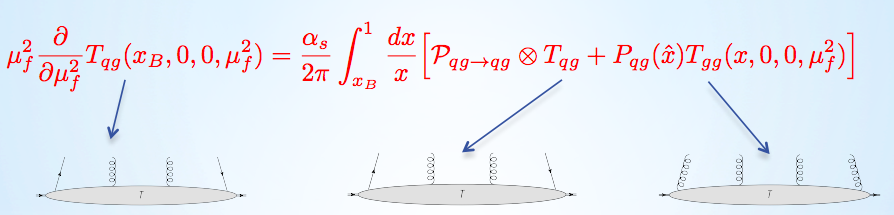 μ_f^2 ∂/∂μ_f^2 T_{qg}(x_B, 0, 0, μ_f^2) = α_s/2π ∫_{x_B}^1 dx/x [𝒫_{qg→qg} ⊗ T_{qg} + P_{qg}(x̂)T_{gg}(x, 0, 0, μ_f^2)]
T T T